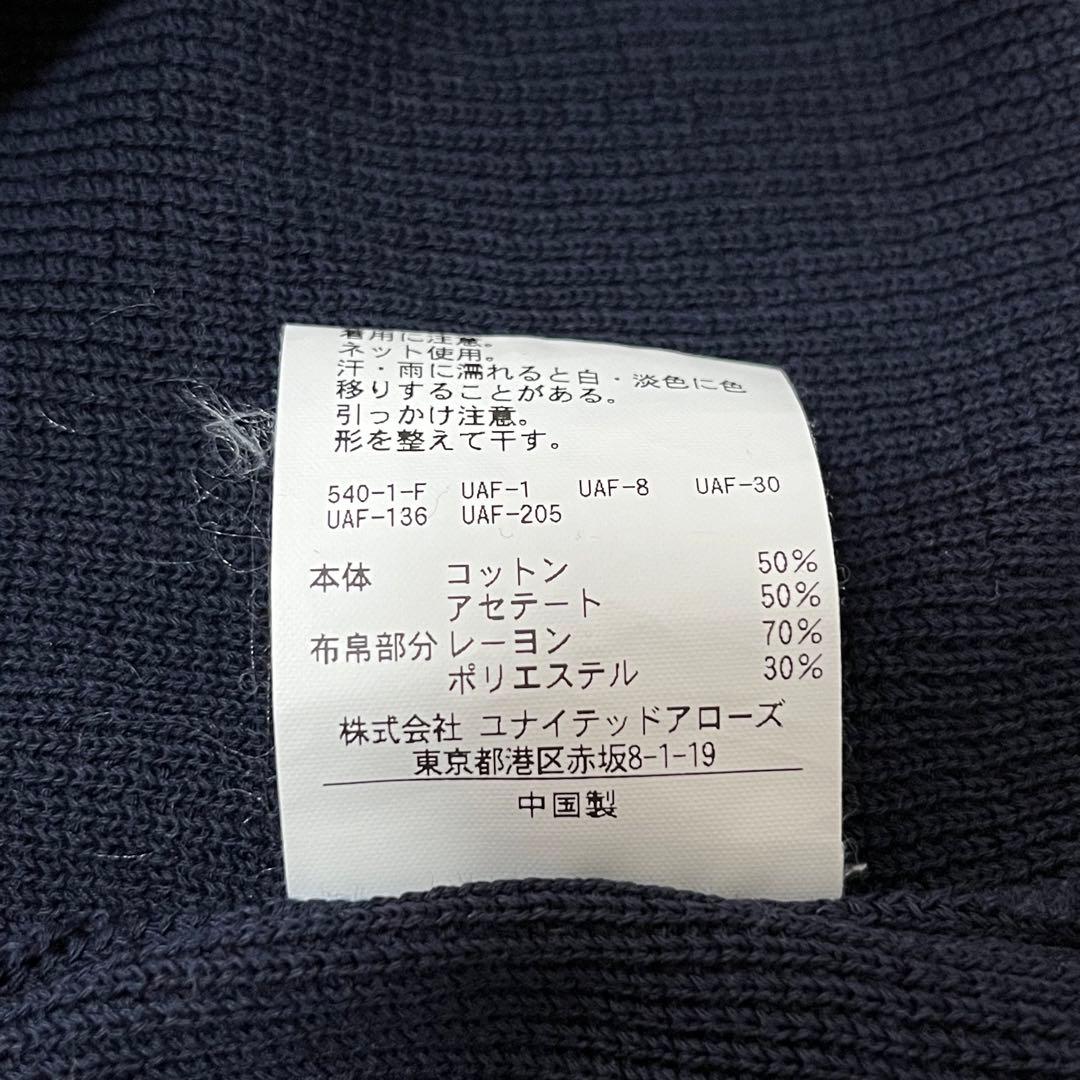 着用に注意。
ネット使用。
汗・雨に濡れると白・淡色に色
移りすることがある。
引っかけ注意。
形を整えて干す。
540-1-F UAF-1 UAF-8 UAF-30
UAF-136 UAF-205
本体 コットン 50%
アセテート 50%
布帛部分 レーヨン 70%
ポリエステル 30%
株式会社 ユナイテッドアローズ
東京都港区赤坂8-1-19
中国製